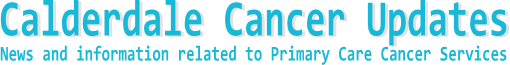 Calderdale Cancer Updates
News and information related to Primary Care Cancer Services